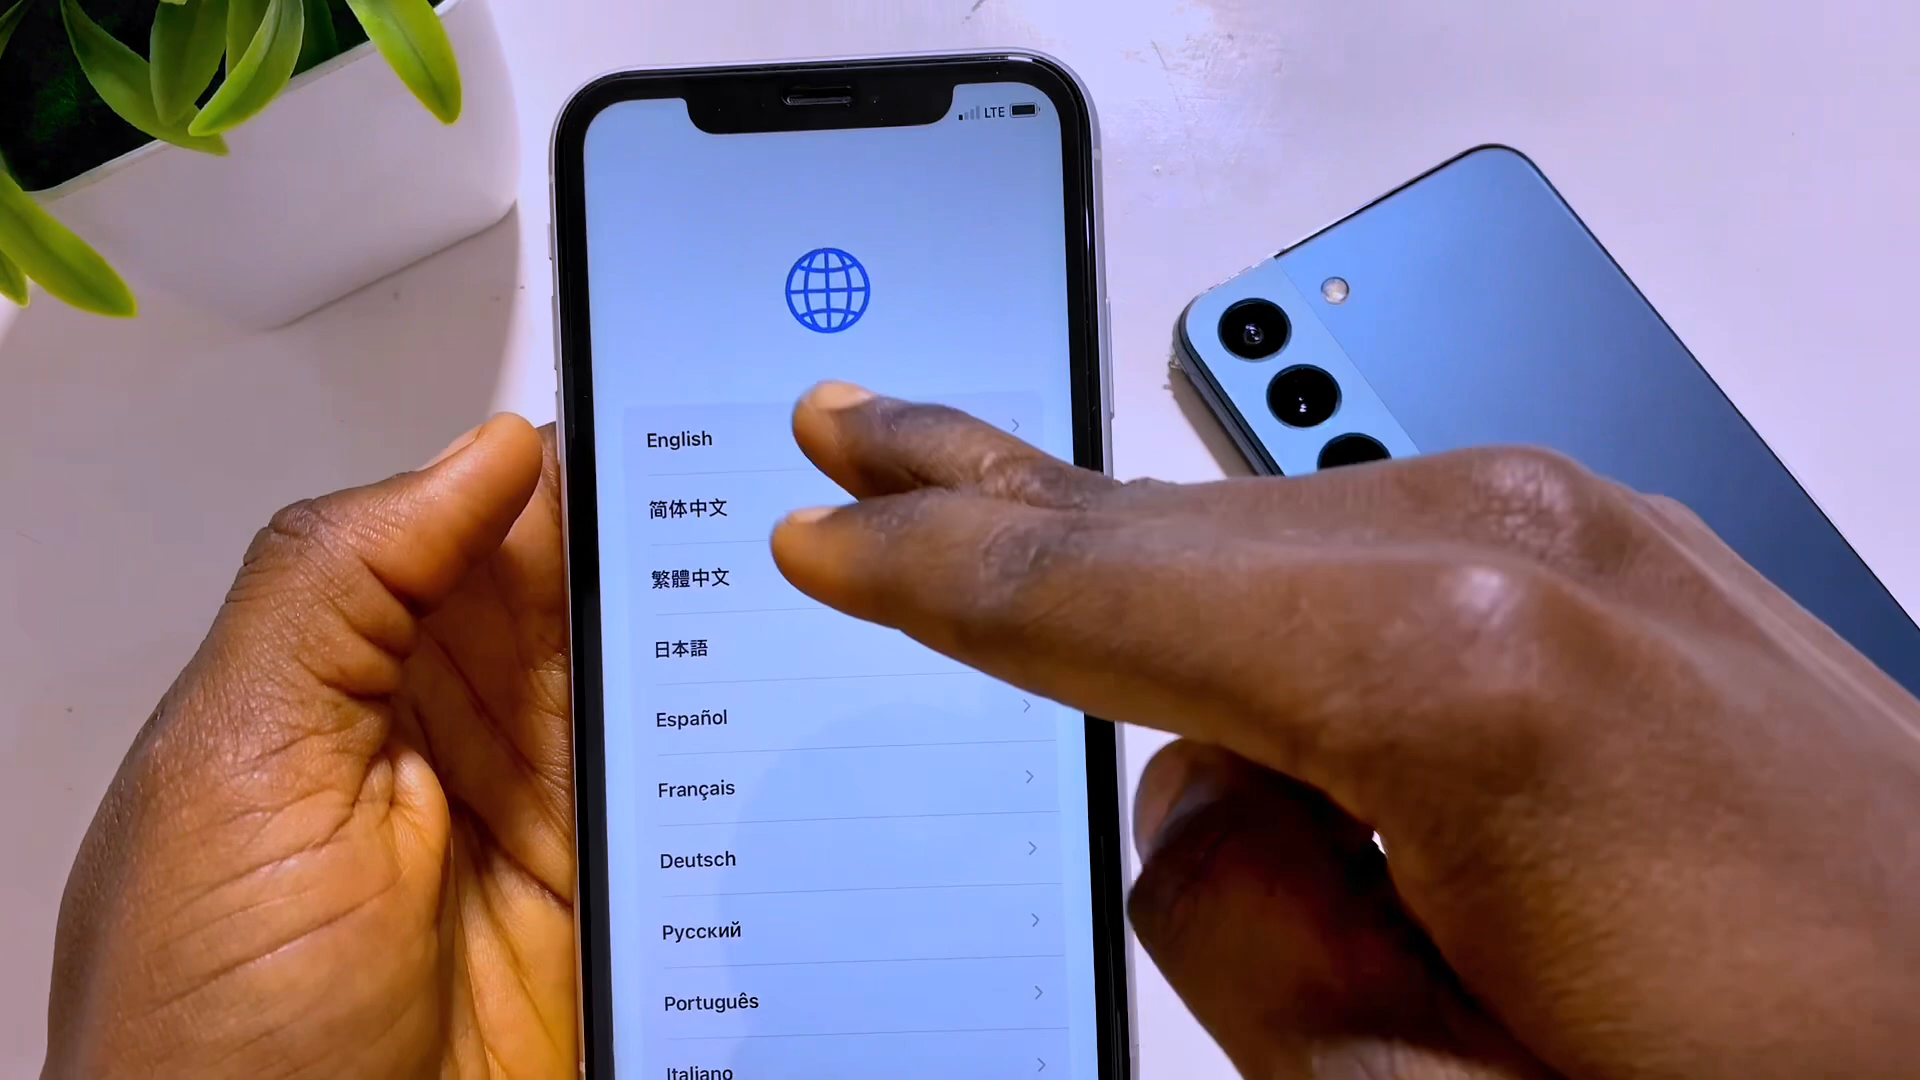 LTE
English
简体中文
繁體中文
日本語
Español
Français
Deutsch
Русский
Português
Italiano